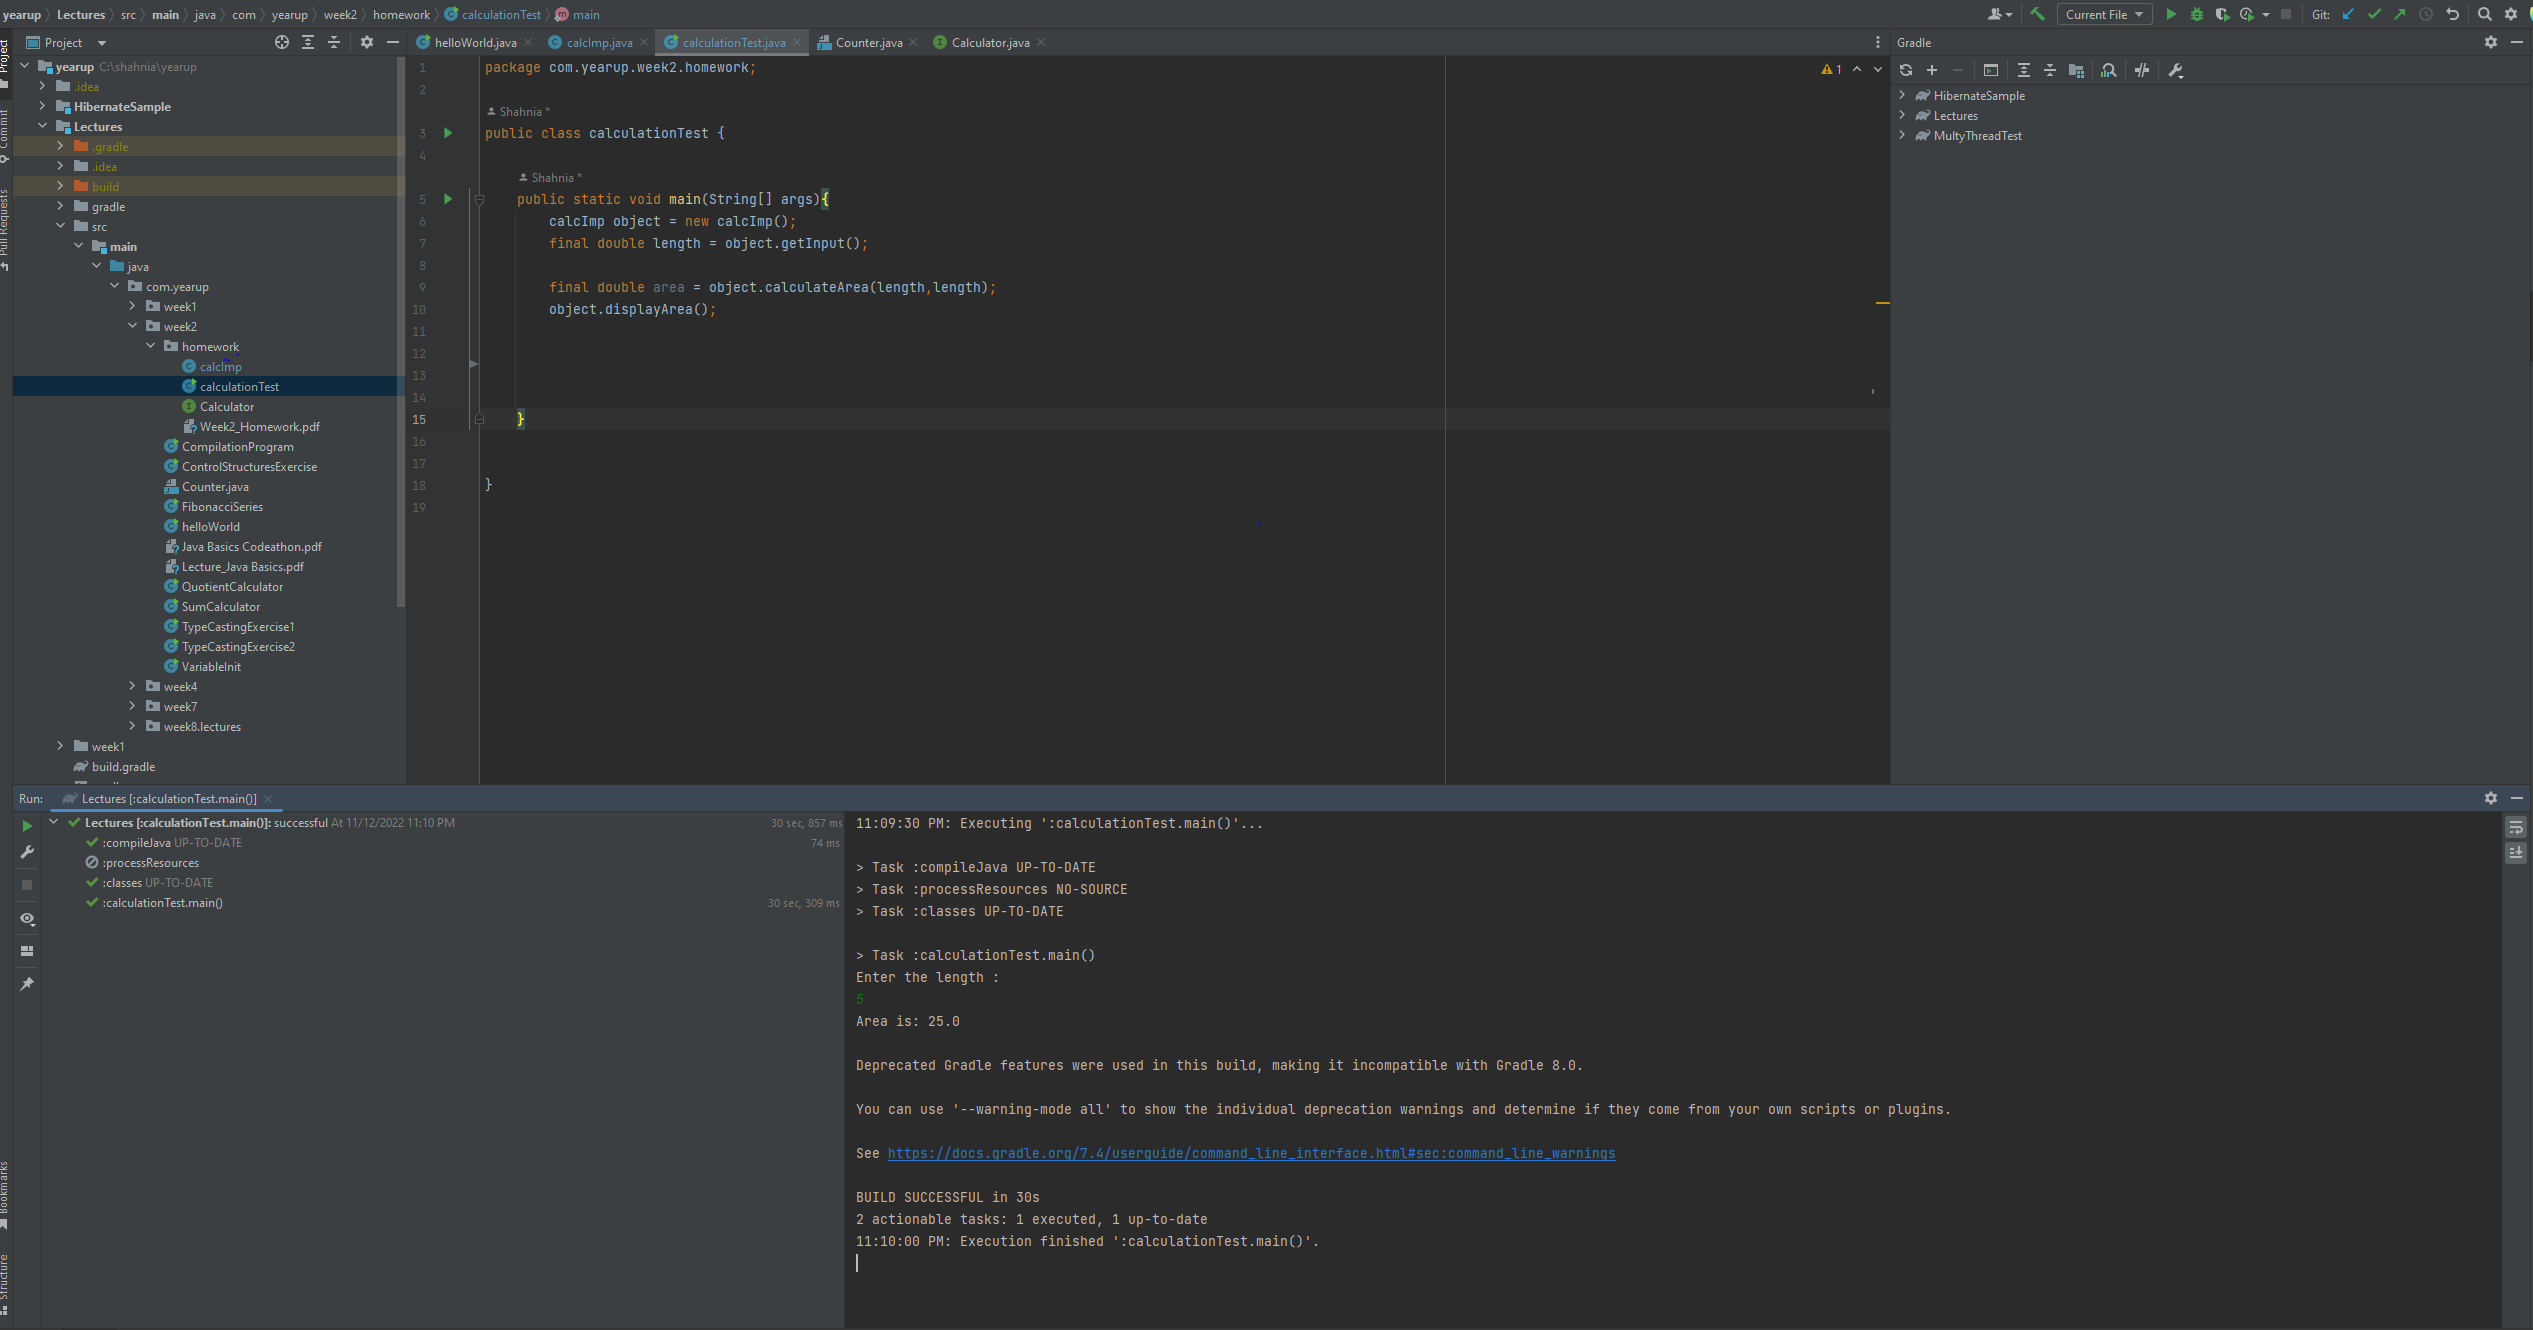 yearup > Lectures > src > main > java > com > yearup > week2 > homework > calculationTest > main
Current File
Git:
Project
helloWorld.java
calcImp.java
calculationTest.java
Counter.java
Calculator.java
Gradle
Project
Commit
Pull Requests
Bookmarks
Structure
yearup C:\shahnia\yearup
.idea
HibernateSample
Lectures
.gradle
.idea
build
gradle
src
main
java
com.yearup
week1
week2
homework
calcImp
calculationTest
Calculator
Week2_Homework.pdf
CompilationProgram
ControlStructuresExercise
Counter.java
FibonacciSeries
helloWorld
Java Basics Codeathon.pdf
Lecture_Java Basics.pdf
QuotientCalculator
SumCalculator
TypeCastingExercise1
TypeCastingExercise2
VariableInit
week4
week7
week8.lectures
week1
build.gradle
1 package com.yearup.week2.homework;
2
Shahnia *
3 public class calculationTest {
4
Shahnia *
5 public static void main(String[] args){
6 calcImp object = new calcImp();
7 final double length = object.getInput();
8
9 final double area = object.calculateArea(length,length);
10 object.displayArea();
11
12
13
14
15 }
16
17
18 }
19
1
HibernateSample
Lectures
MultyThreadTest
Run: Lectures [:calculationTest.main()]
Lectures [:calculationTest.main()]: successful At 11/12/2022 11:10 PM 30 sec, 857 ms
:compileJava UP-TO-DATE 74 ms
:processResources
:classes UP-TO-DATE
:calculationTest.main() 30 sec, 309 ms
11:09:30 PM: Executing ':calculationTest.main()'...
> Task :compileJava UP-TO-DATE
> Task :processResources NO-SOURCE
> Task :classes UP-TO-DATE
> Task :calculationTest.main()
Enter the length :
5
Area is: 25.0
Deprecated Gradle features were used in this build, making it incompatible with Gradle 8.0.
You can use '--warning-mode all' to show the individual deprecation warnings and determine if they come from your own scripts or plugins.
See https://docs.gradle.org/7.4/userguide/command_line_interface.html#sec:command_line_warnings
BUILD SUCCESSFUL in 30s
2 actionable tasks: 1 executed, 1 up-to-date
11:10:00 PM: Execution finished ':calculationTest.main()'.